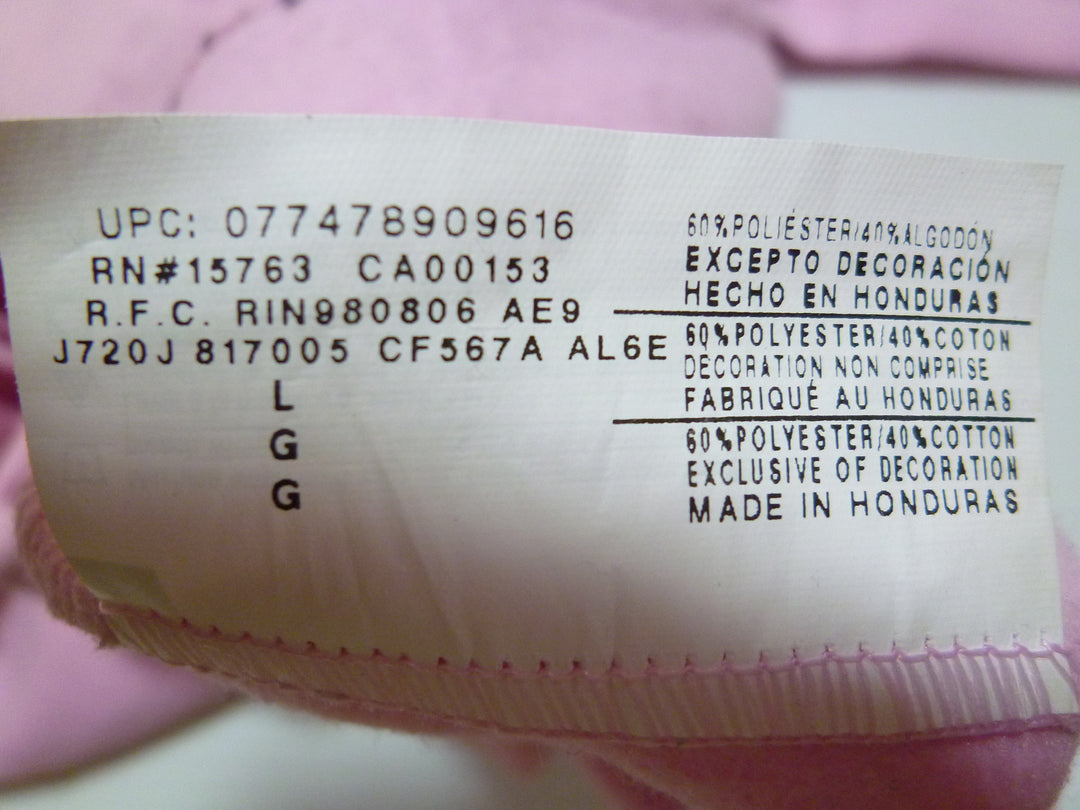 UPC: 077478909616
RN#15763 CA00153
R.F.C. RIN980806 AE9
J720J 817005 CF567A AL6E
L
G
G
60%POLIÉSTER/40%ALGODÓN
EXCEPTO DECORACIÓN
HECHO EN HONDURAS
60%POLYESTER/40%COTON
DÉCORATION NON COMPRISE
FABRIQUÉ AU HONDURAS
60%POLYESTER/40%COTTON
EXCLUSIVE OF DECORATION
MADE IN HONDURAS